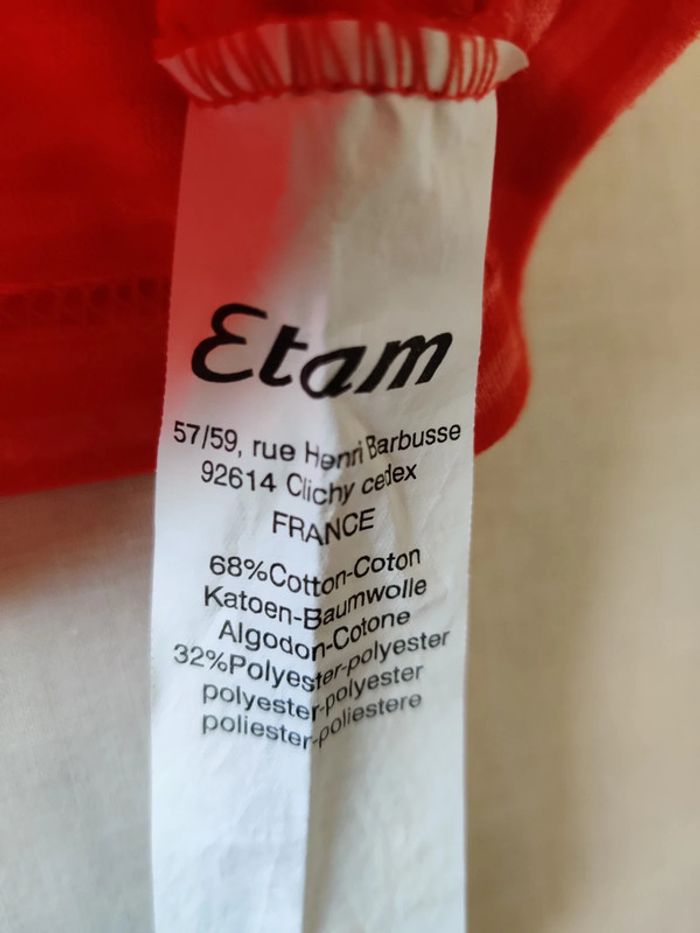 Etam
57/59, rue Henri Barbusse
92614 Clichy cedex
FRANCE
68%Cotton-Coton
Katoen-Baumwolle
Algodon-Cotone
32%Polyester-polyester
polyester-polyester
poliester-poliestere